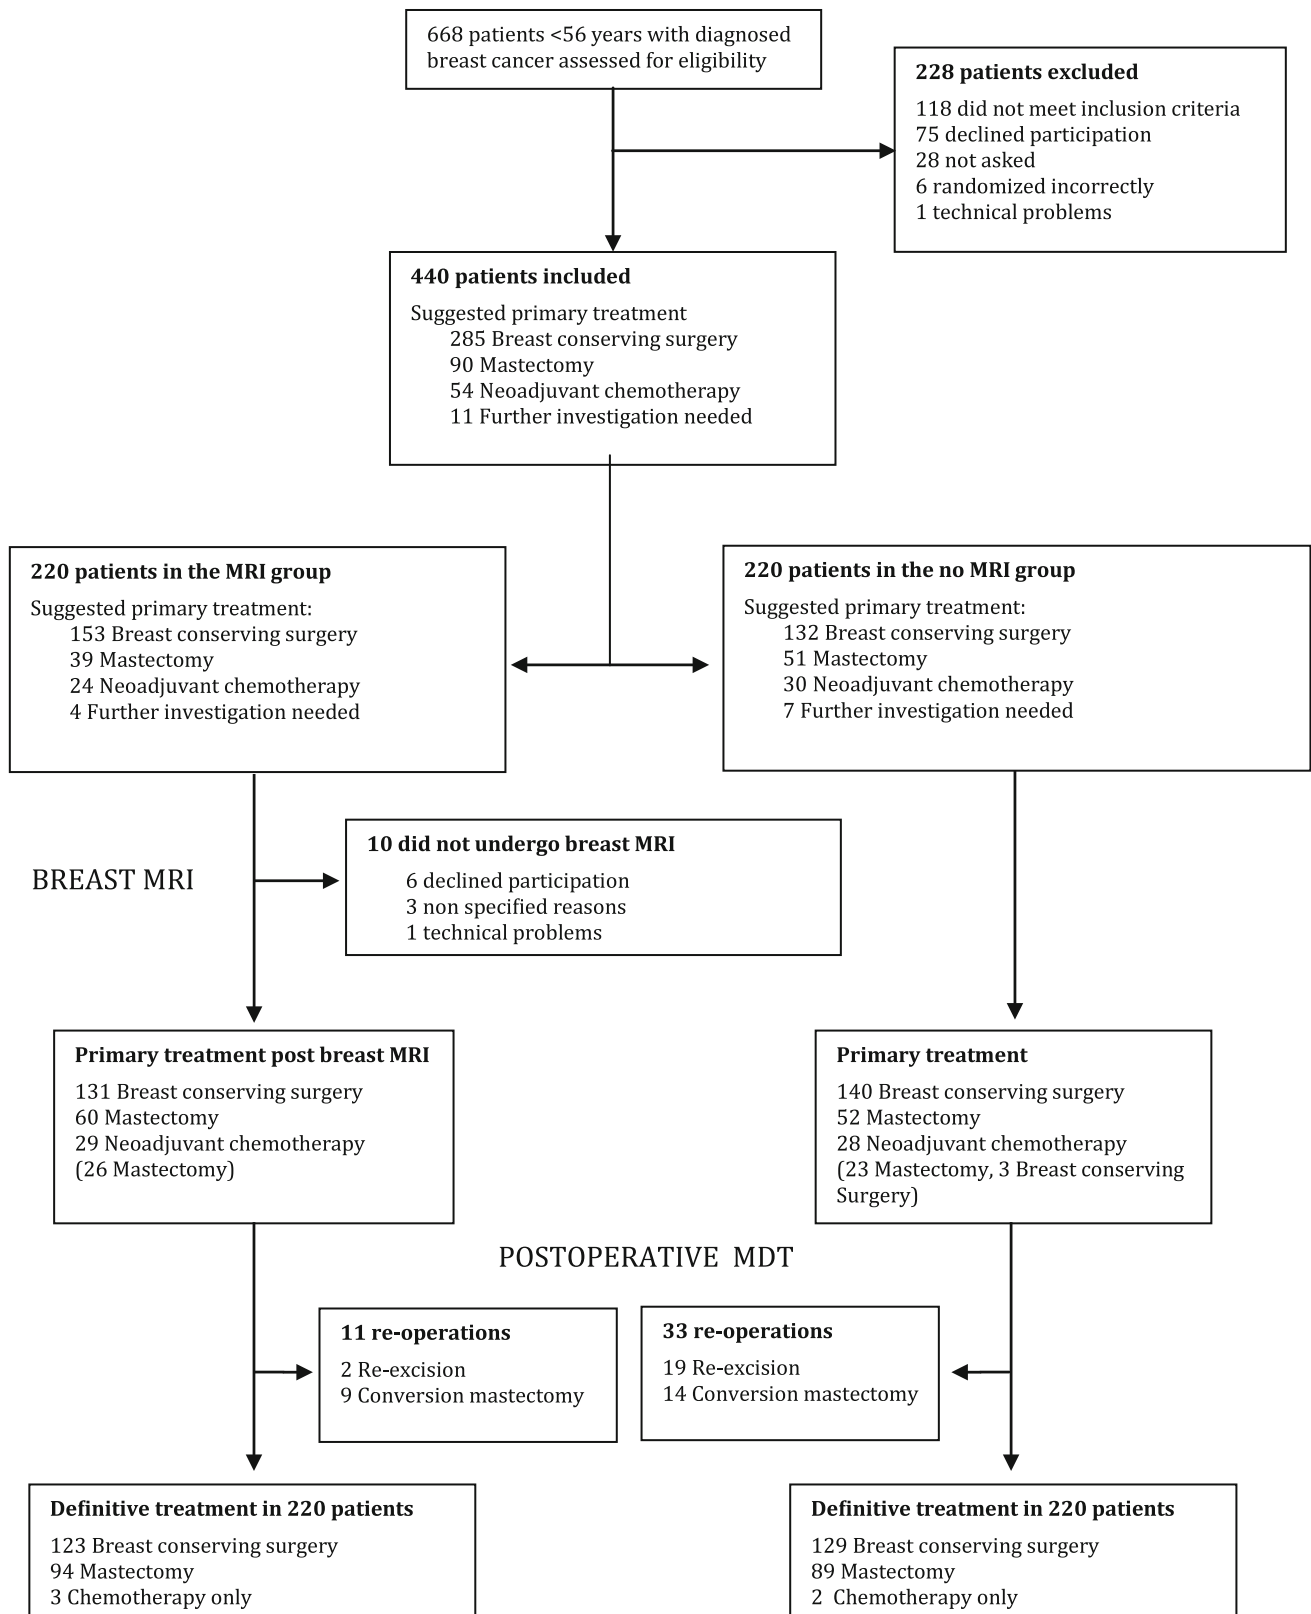 668 patients <56 years with diagnosed
breast cancer assessed for eligibility
228 patients excluded
118 did not meet inclusion criteria
75 declined participation
28 not asked
6 randomized incorrectly
1 technical problems
440 patients included
Suggested primary treatment
285 Breast conserving surgery
90 Mastectomy
54 Neoadjuvant chemotherapy
11 Further investigation needed
220 patients in the MRI group
Suggested primary treatment:
153 Breast conserving surgery
39 Mastectomy
24 Neoadjuvant chemotherapy
4 Further investigation needed
220 patients in the no MRI group
Suggested primary treatment:
132 Breast conserving surgery
51 Mastectomy
30 Neoadjuvant chemotherapy
7 Further investigation needed
BREAST MRI
10 did not undergo breast MRI
6 declined participation
3 non specified reasons
1 technical problems
Primary treatment post breast MRI
131 Breast conserving surgery
60 Mastectomy
29 Neoadjuvant chemotherapy
(26 Mastectomy)
Primary treatment
140 Breast conserving surgery
52 Mastectomy
28 Neoadjuvant chemotherapy
(23 Mastectomy, 3 Breast conserving
Surgery)
POSTOPERATIVE MDT
11 re-operations
2 Re-excision
9 Conversion mastectomy
33 re-operations
19 Re-excision
14 Conversion mastectomy
Definitive treatment in 220 patients
123 Breast conserving surgery
94 Mastectomy
3 Chemotherapy only
Definitive treatment in 220 patients
129 Breast conserving surgery
89 Mastectomy
2 Chemotherapy only